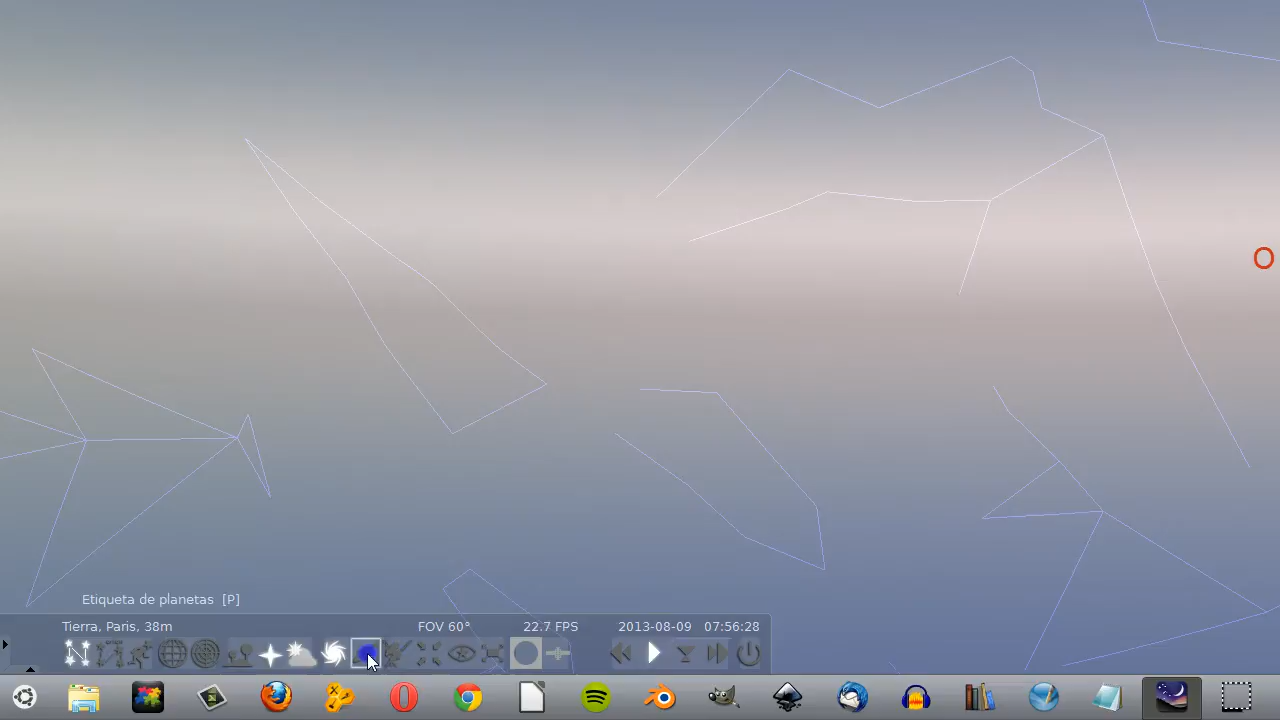 O
Etiqueta de planetas [P]
Tierra, Paris, 38m FOV 60° 22.7 FPS 2013-08-09 07:56:28